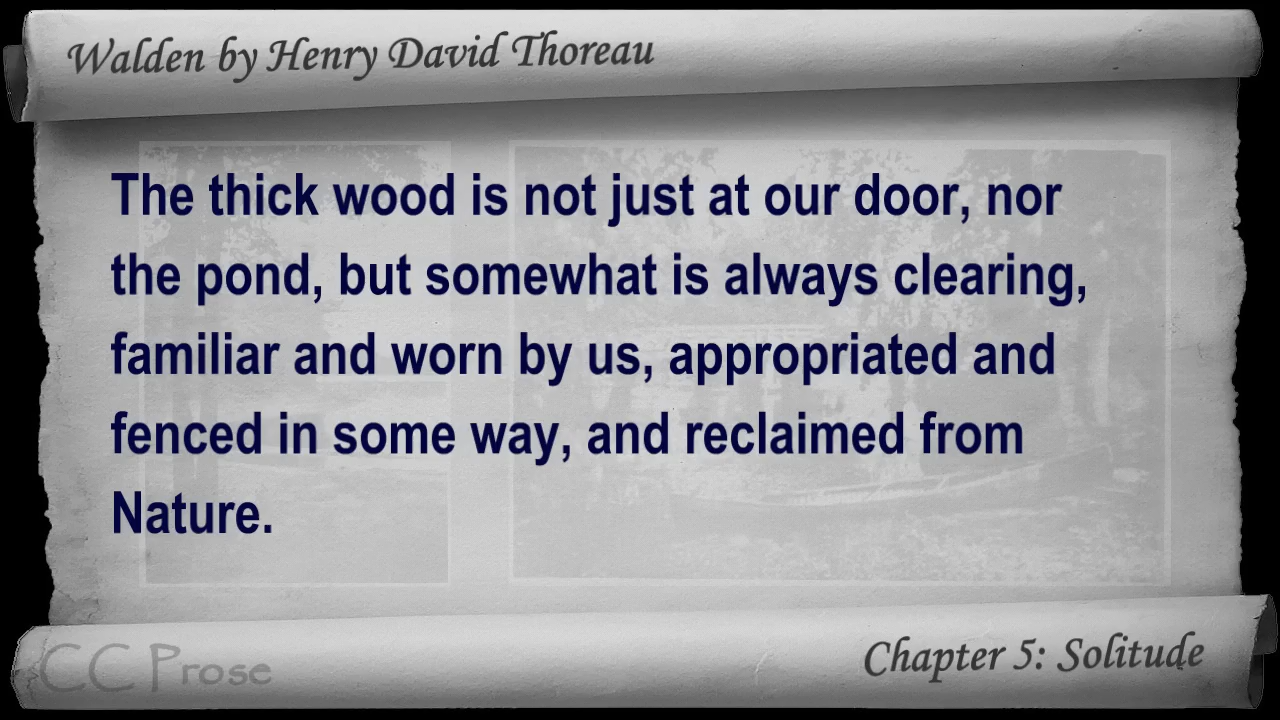 Walden by Henry David Thoreau
The thick wood is not just at our door, nor
the pond, but somewhat is always clearing,
familiar and worn by us, appropriated and
fenced in some way, and reclaimed from
Nature.
CC Prose
Chapter 5: Solitude